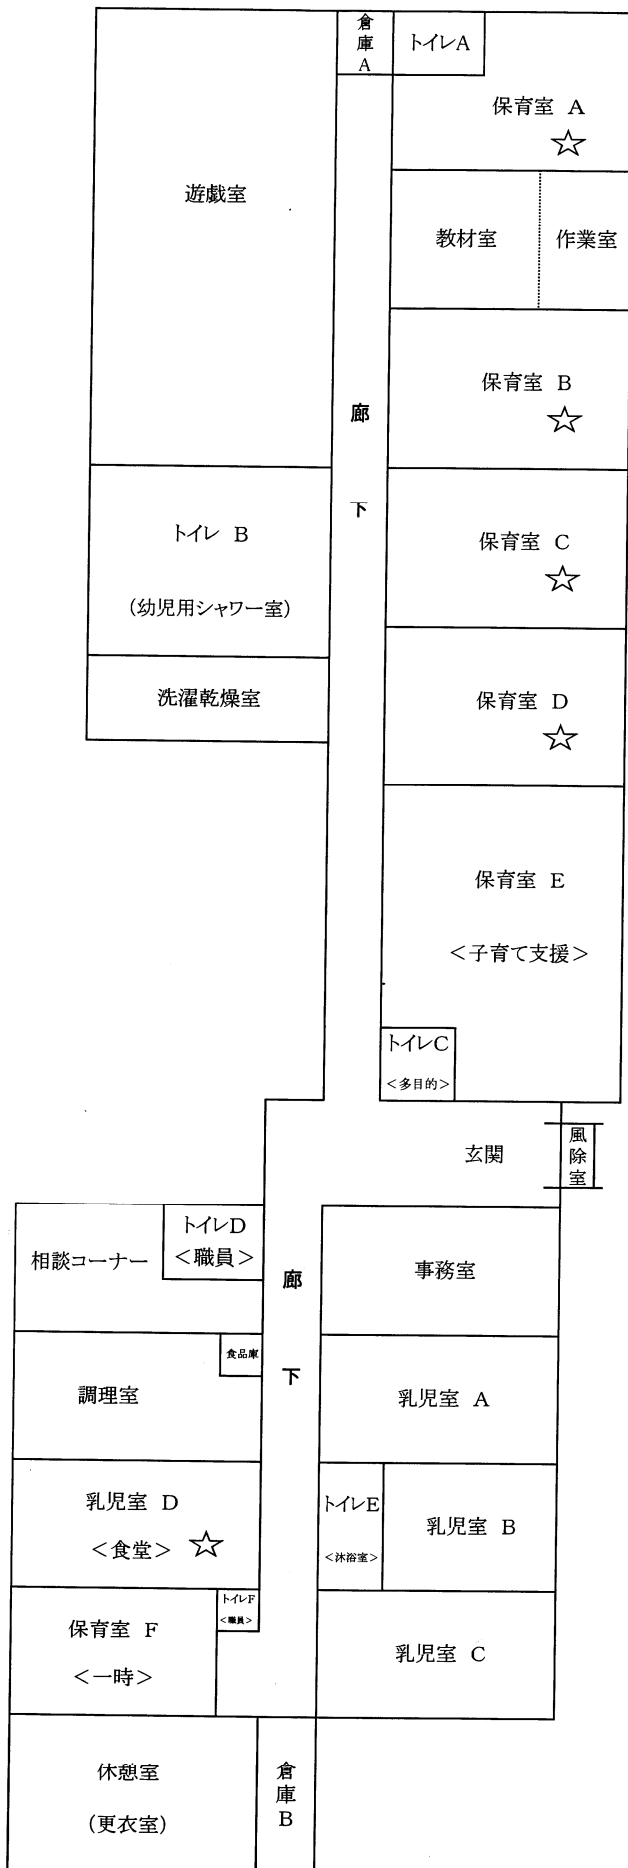 倉庫A
トイレA
保育室 A
☆
遊戯室
教材室
作業室
保育室 B
☆
廊下
トイレ B
(幼児用シャワー室)
保育室 C
☆
洗濯乾燥室
保育室 D
☆
保育室 E
<子育て支援>
トイレC
<多目的>
玄関
風除室
相談コーナー
トイレD
<職員>
廊下
事務室
食品庫
調理室
乳児室 A
乳児室 D
<食堂> ☆
トイレE
<沐浴室>
乳児室 B
保育室 F
<一時>
トイレF
<職員>
乳児室 C
休憩室
(更衣室)
倉庫B